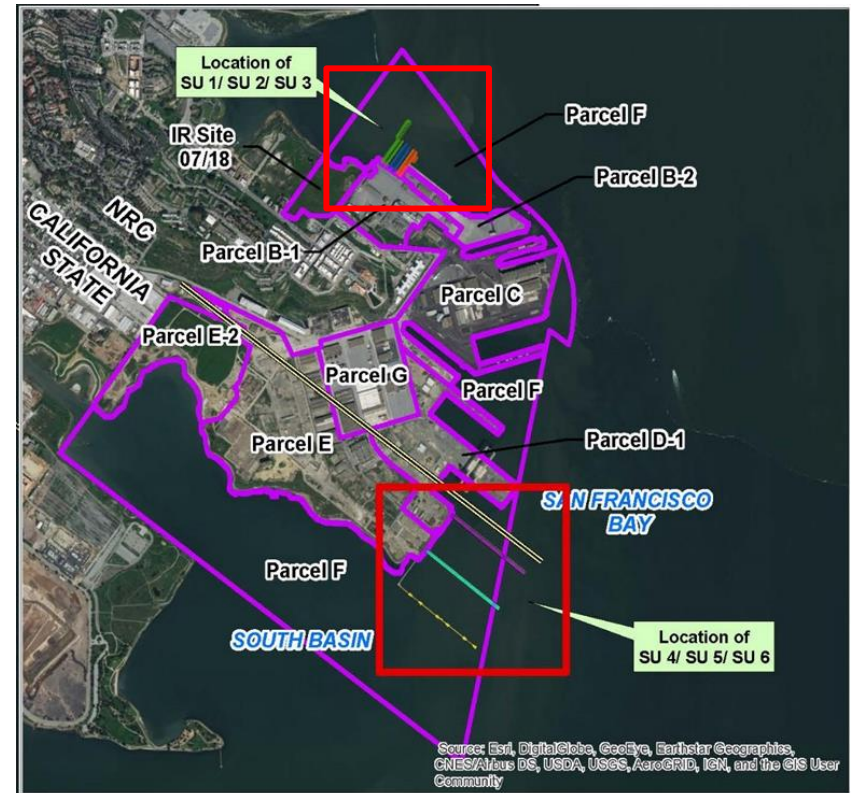 Location of
SU 1/ SU 2/ SU 3
Parcel F
IR Site
07/18
Parcel B-2
NRC
CALIFORNIA
STATE
Parcel B-1
Parcel C
Parcel E-2
Parcel G
Parcel F
Parcel E
Parcel D-1
SAN FRANCISCO
BAY
Parcel F
SOUTH BASIN
Location of
SU 4/ SU 5/ SU 6
Source: Esri, DigitalGlobe, GeoEye, Earthstar Geographics,
CNES/Airbus DS, USDA, USGS, AeroGRID, IGN, and the GIS User
Community